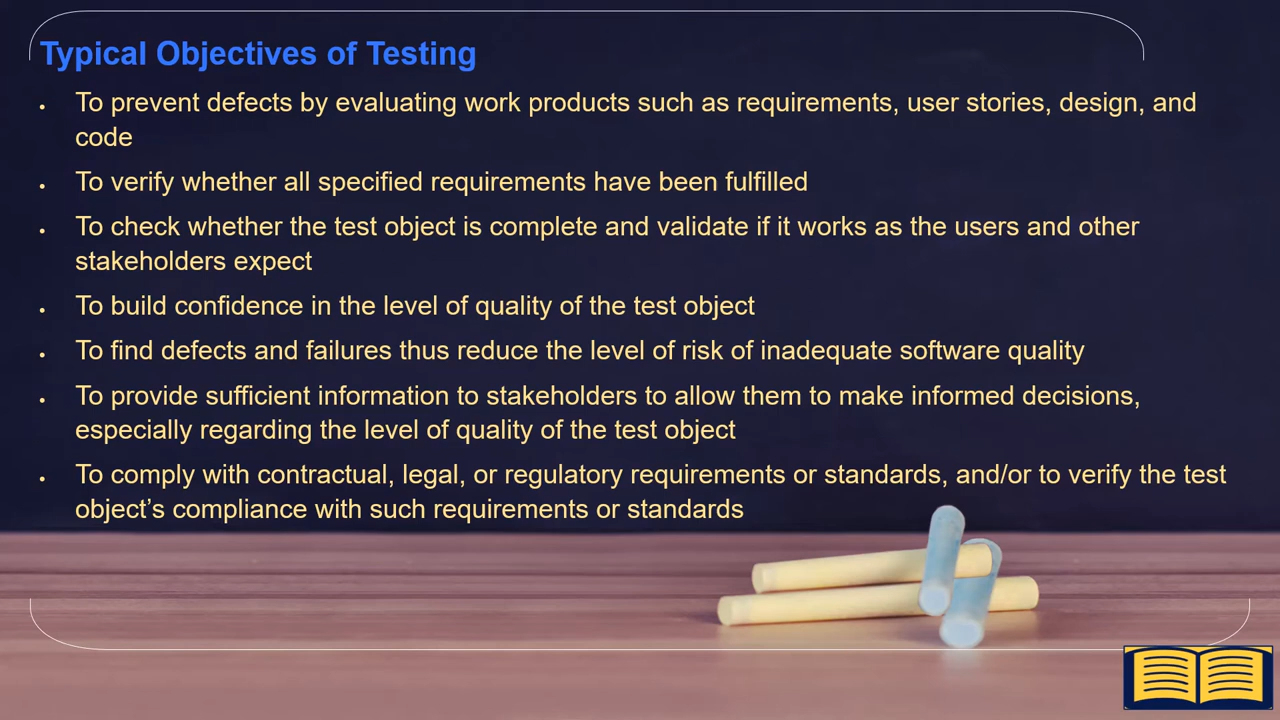 Typical Objectives of Testing
• To prevent defects by evaluating work products such as requirements, user stories, design, and
code
• To verify whether all specified requirements have been fulfilled
• To check whether the test object is complete and validate if it works as the users and other
stakeholders expect
• To build confidence in the level of quality of the test object
• To find defects and failures thus reduce the level of risk of inadequate software quality
• To provide sufficient information to stakeholders to allow them to make informed decisions,
especially regarding the level of quality of the test object
• To comply with contractual, legal, or regulatory requirements or standards, and/or to verify the test
object’s compliance with such requirements or standards